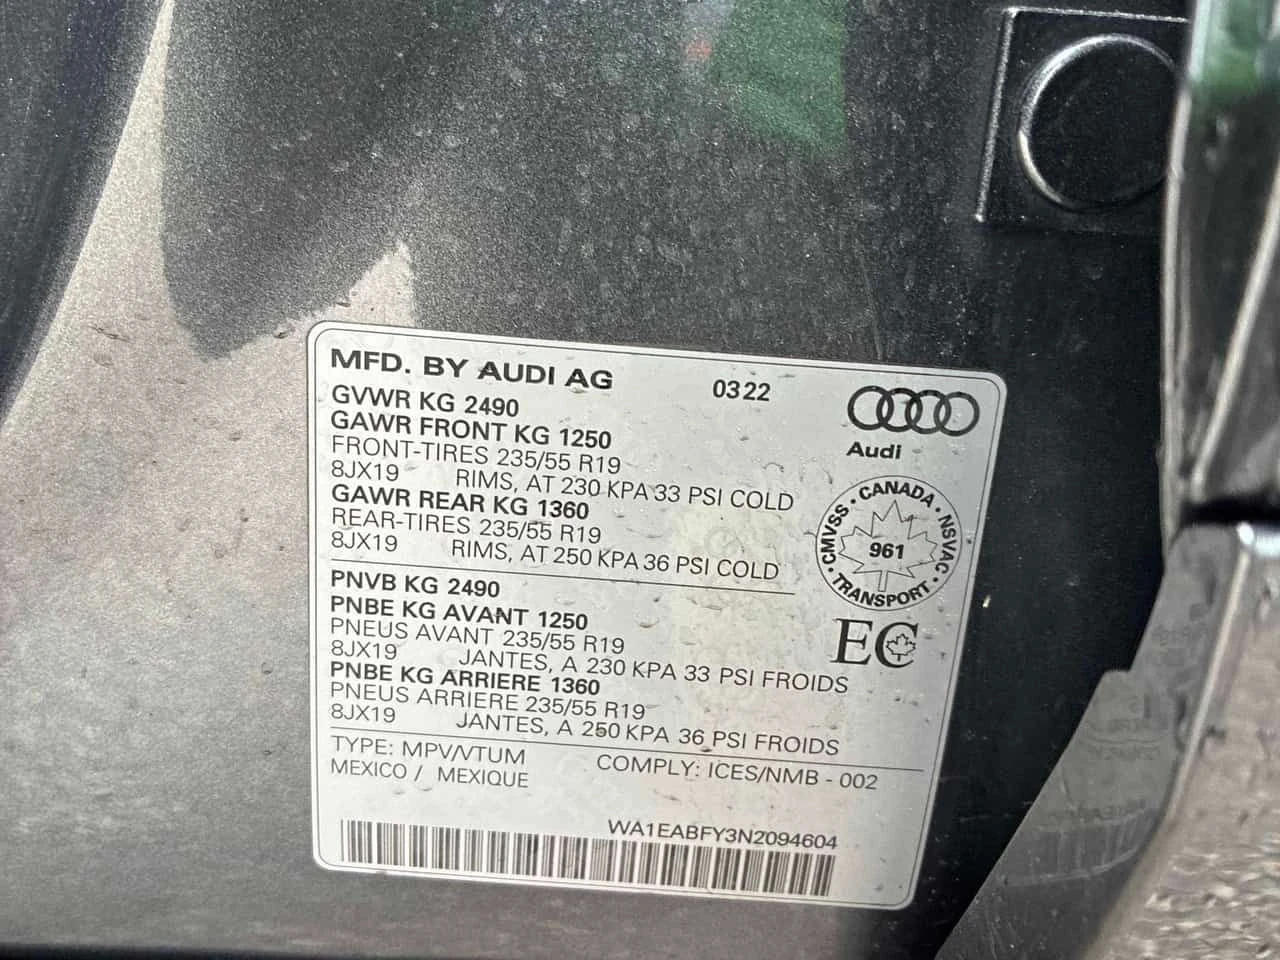 MFD. BY AUDI AG 0322
GVWR KG 2490
GAWR FRONT KG 1250
FRONT-TIRES 235/55 R19
8JX19 RIMS, AT 230 KPA 33 PSI COLD
GAWR REAR KG 1360
REAR-TIRES 235/55 R19
8JX19 RIMS, AT 250 KPA 36 PSI COLD
Audi
CMVSS · CANADA · NSVAC · TRANSPORT ·
961
EC
PNVB KG 2490
PNBE KG AVANT 1250
PNEUS AVANT 235/55 R19
8JX19 JANTES, A 230 KPA 33 PSI FROIDS
PNBE KG ARRIERE 1360
PNEUS ARRIERE 235/55 R19
8JX19 JANTES, A 250 KPA 36 PSI FROIDS
TYPE: MPV/VTUM COMPLY: ICES/NMB - 002
MEXICO / MEXIQUE
WA1EABFY3N2094604